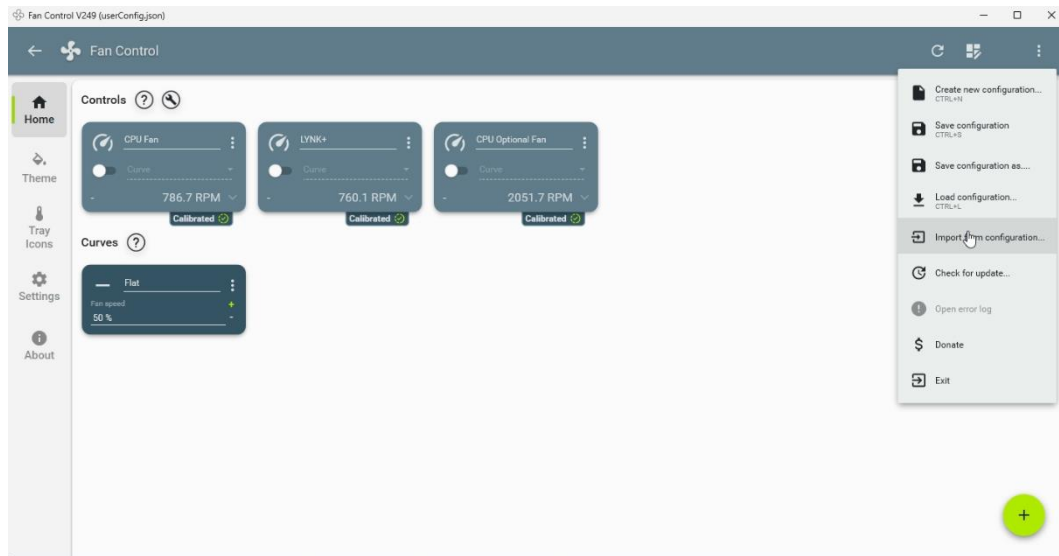 Fan Control V249 (userConfig.json)
Fan Control
Home
Theme
Tray
Icons
Settings
About
Controls ?
CPU Fan
Curve
-
786.7 RPM
Calibrated
LYNK+
Curve
-
760.1 RPM
Calibrated
CPU Optional Fan
Curve
-
2051.7 RPM
Calibrated
Curves ?
Flat
Fan speed
+
50 %
-
Create new configuration...
CTRL+N
Save configuration
CTRL+S
Save configuration as....
Load configuration...
CTRL+L
Import from configuration...
Check for update...
Open error log
Donate
Exit
+